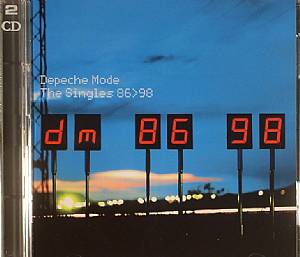 2
CD
Depeche Mode
The Singles 86>98
dm 86 98